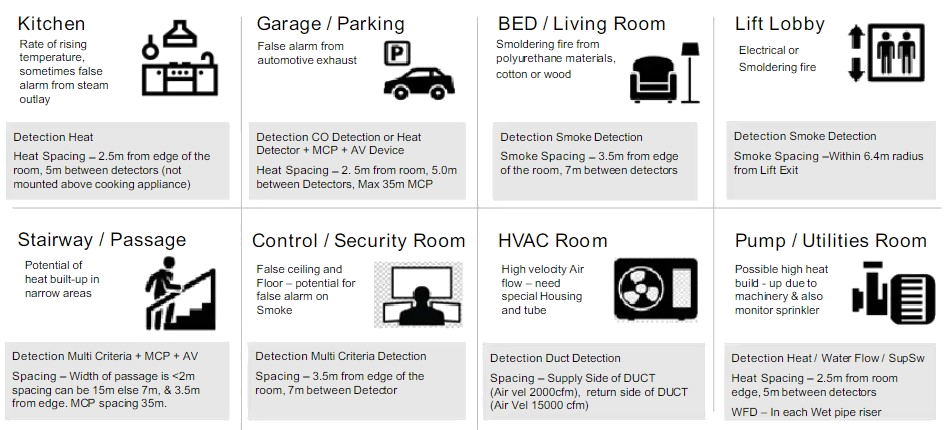 Kitchen
Rate of rising
temperature,
sometimes false
alarm from steam
outlay
Detection Heat
Heat Spacing – 2.5m from edge of the
room, 5m between detectors (not
mounted above cooking appliance)
Garage / Parking
False alarm from
automotive exhaust
P
Detection CO Detection or Heat
Detector + MCP + AV Device
Heat Spacing – 2. 5m from room, 5.0m
between Detectors, Max 35m MCP
BED / Living Room
Smoldering fire from
polyurethane materials,
cotton or wood
Detection Smoke Detection
Smoke Spacing – 3.5m from edge
of the room, 7m between detectors
Lift Lobby
Electrical or
Smoldering fire
Detection Smoke Detection
Smoke Spacing –Within 6.4m radius
from Lift Exit
Stairway / Passage
Potential of
heat buil-up in
narrow areas
Detection Multi Criteria + MCP + AV
Spacing – Width of passage is <2m
spacing can be 15m else 7m, & 3.5m
from edge. MCP spacing 35m.
Control / Security Room
False ceiling and
Floor – potential for
false alarm on
Smoke
Detection Multi Criteria Detection
Spacing – 3.5m from edge of the
room, 7m between Detector
HVAC Room
High velocity Air
flow – need
special Housing
and tube
Detection Duct Detection
Spacing – Supply Side of DUCT
(Air vel 2000cfm), return side of DUCT
(Air Vel 15000 cfm)
Pump / Utilities Room
Possible high heat
build - up due to
machinery & also
monitor sprinkler
Detection Heat / Water Flow / SupSw
Heat Spacing – 2.5m from room
edge, 5m between detectors
WFD – In each Wet pipe riser